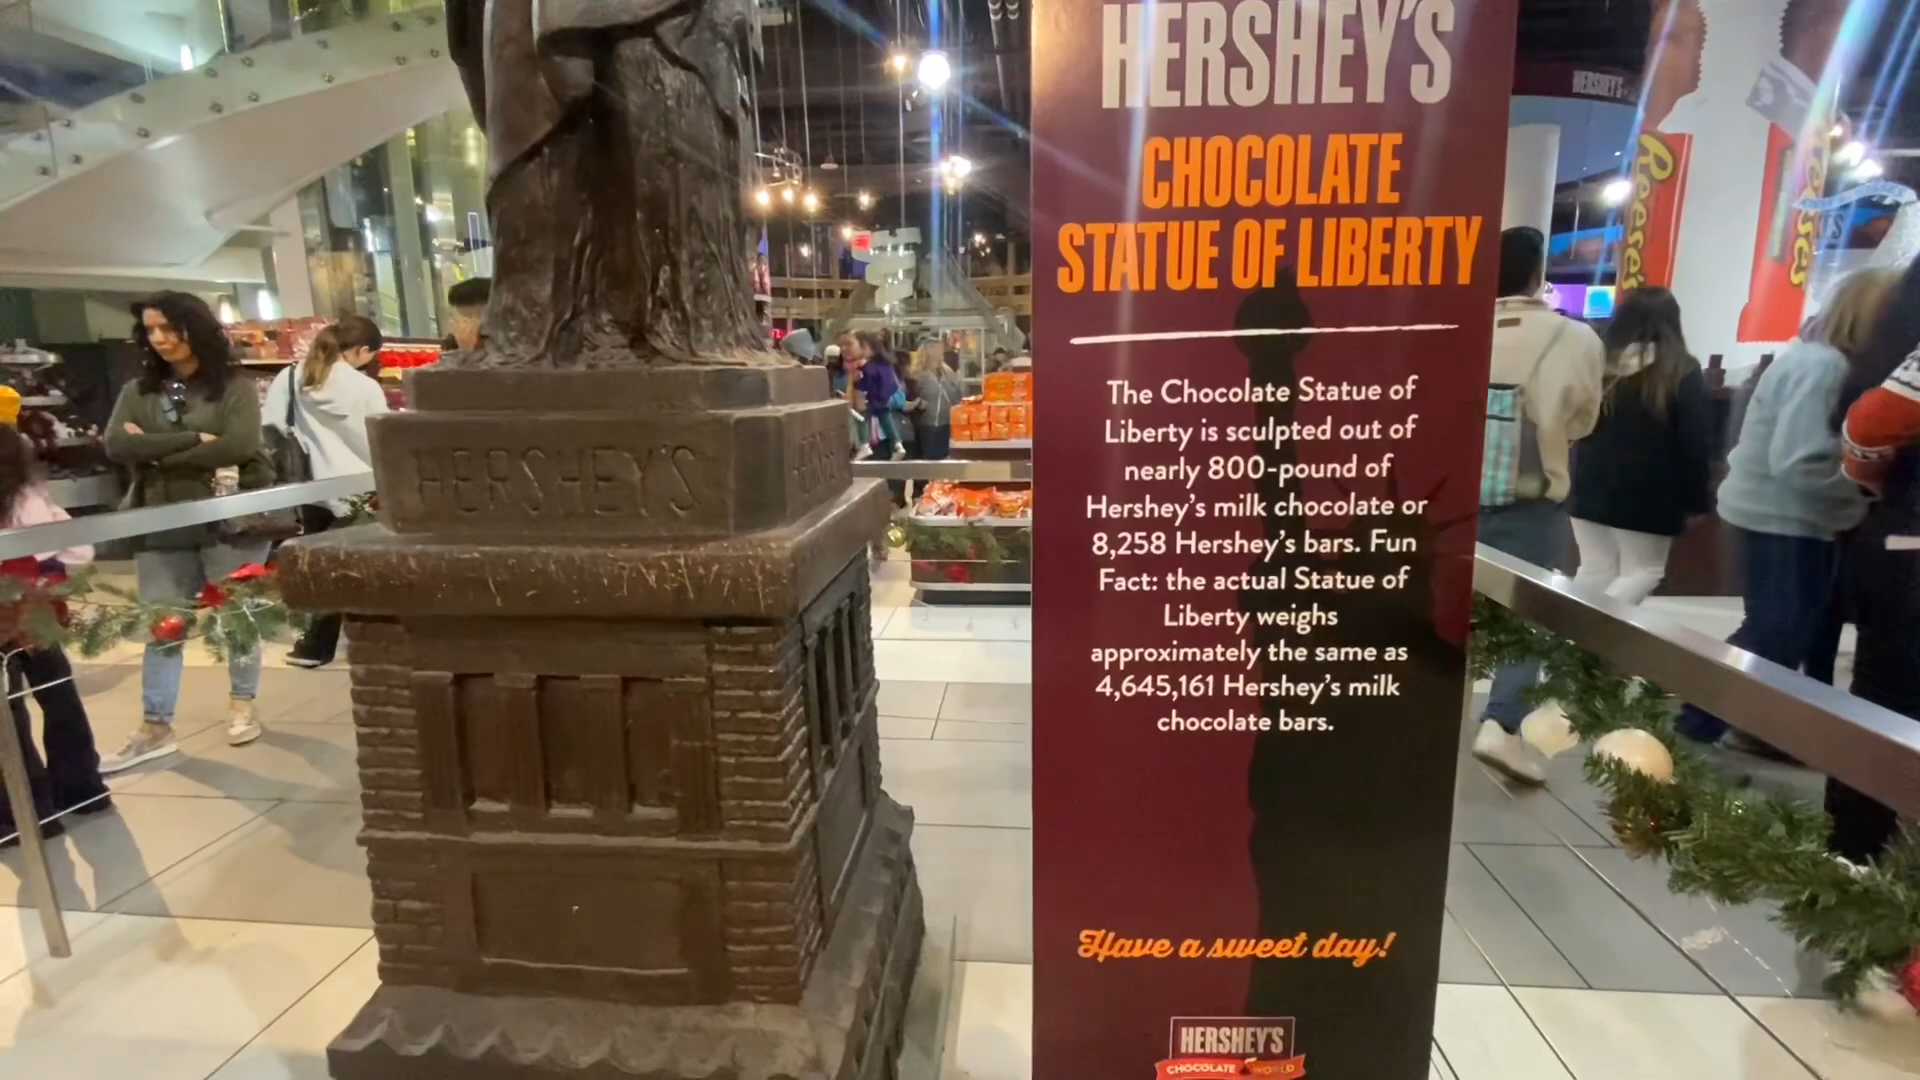 HERSHEY'S
CHOCOLATE
STATUE OF LIBERTY
The Chocolate Statue of
Liberty is sculpted out of
nearly 800-pound of
Hershey's milk chocolate or
8,258 Hershey's bars. Fun
Fact: the actual Statue of
Liberty weighs
approximately the same as
4,645,161 Hershey's milk
chocolate bars.
Have a sweet day!
HERSHEY'S
CHOCOLATE WORLD
HERSHEY'S
HERSHEY'S
Reese's
Reese's